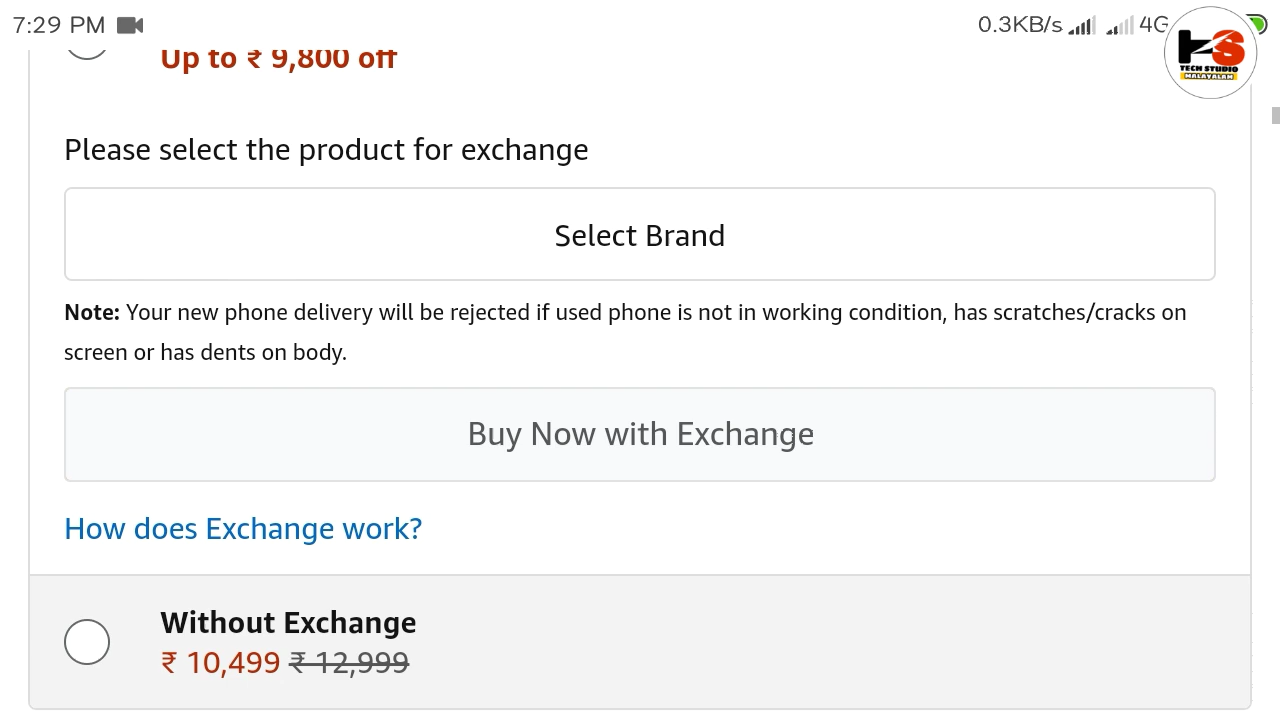 7:29 PM 0.3KB/s 4G
Up to ₹ 9,800 off
TECH STUDIO
MALAYALAM
Please select the product for exchange
Select Brand
Note: Your new phone delivery will be rejected if used phone is not in working condition, has scratches/cracks on
screen or has dents on body.
Buy Now with Exchange
How does Exchange work?
Without Exchange
₹ 10,499 ₹ 12,999